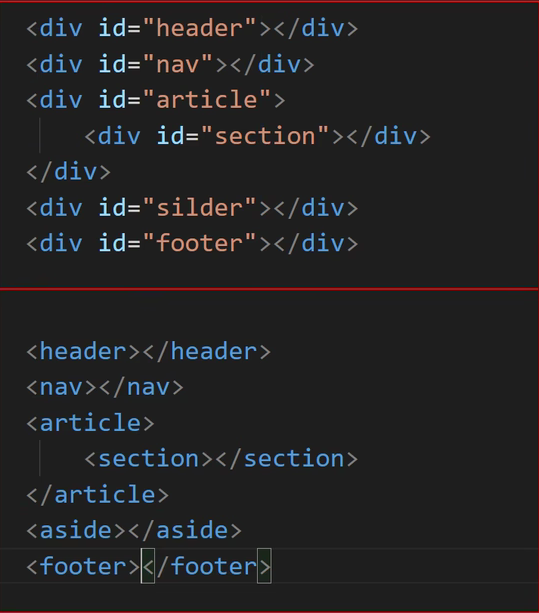 <div id="header"></div>
<div id="nav"></div>
<div id="article">
    <div id="section"></div>
</div>
<div id="silder"></div>
<div id="footer"></div>
<header></header>
<nav></nav>
<article>
    <section></section>
</article>
<aside></aside>
<footer></footer>